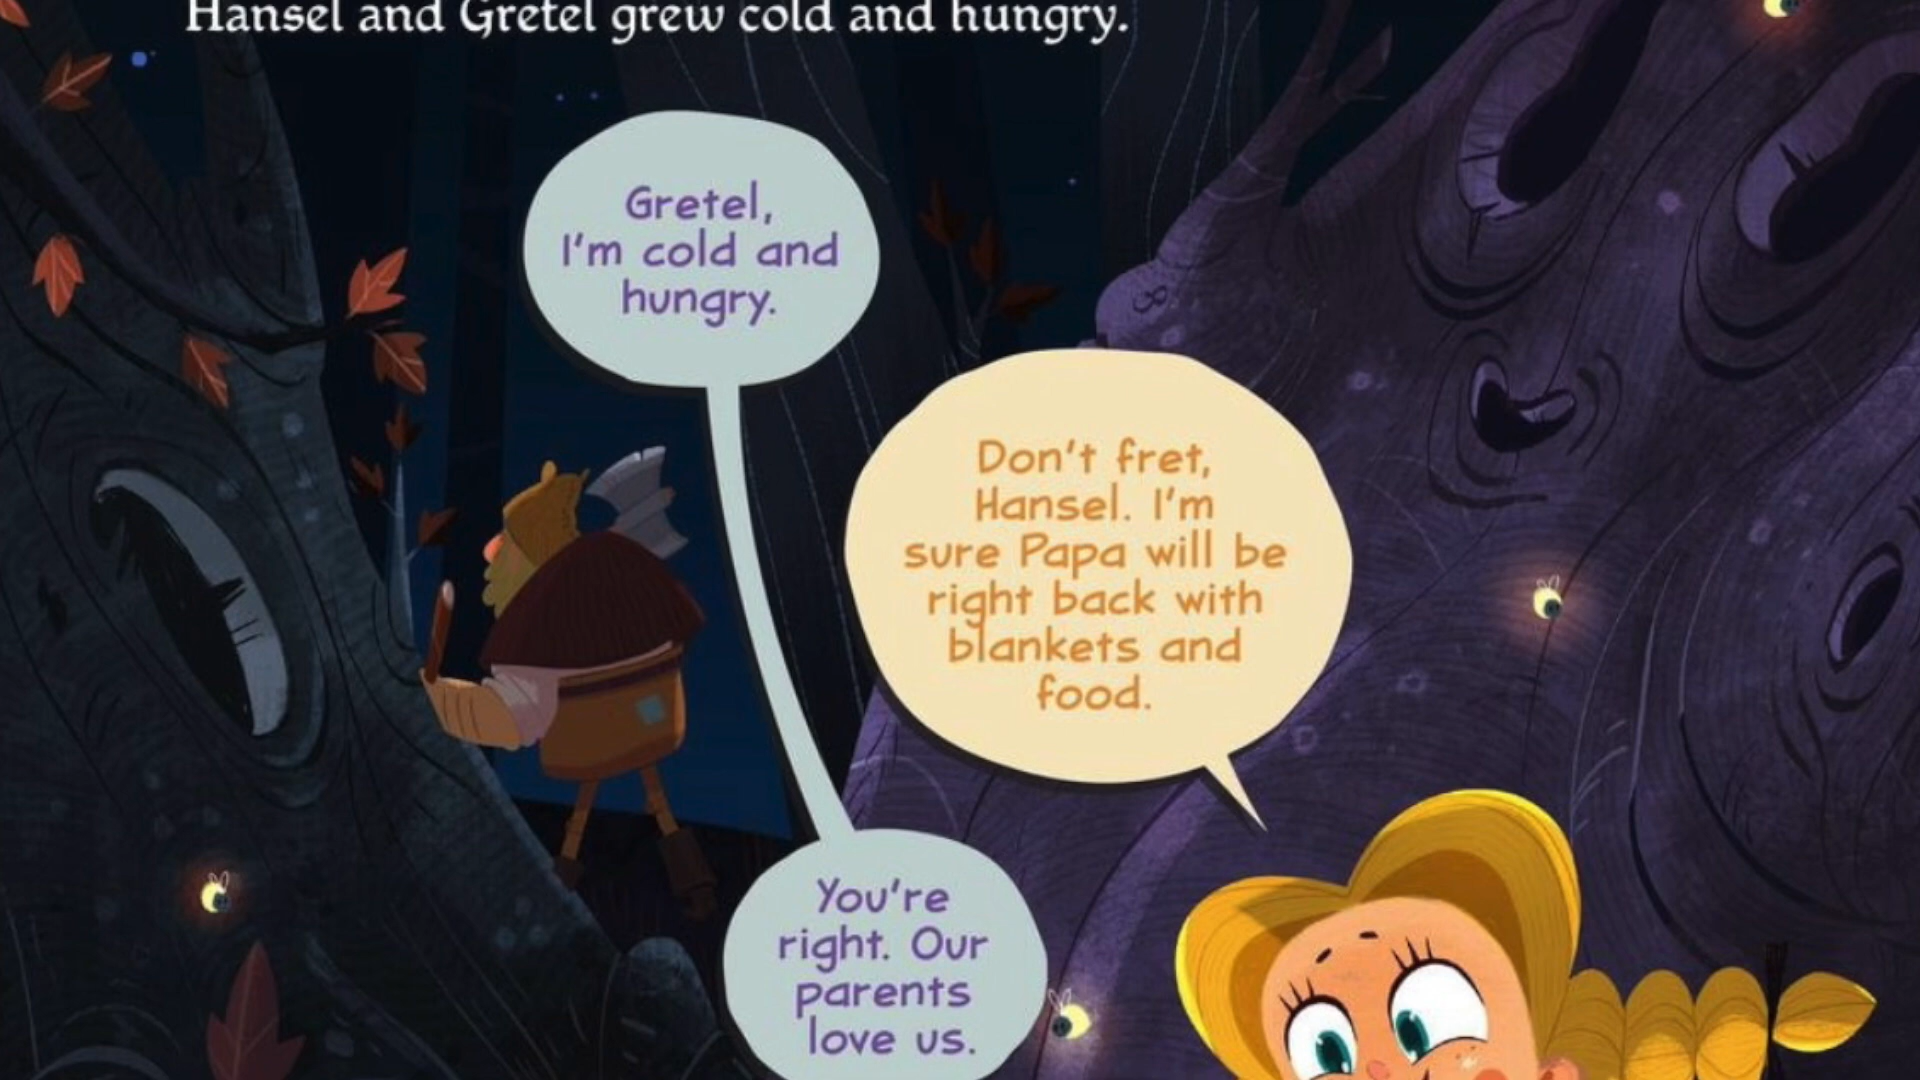 Hansel and Gretel grew cold and hungry.
Gretel,
I'm cold and
hungry.
Don't fret,
Hansel. I'm
sure Papa will be
right back with
blankets and
food.
You're
right. Our
parents
love us.